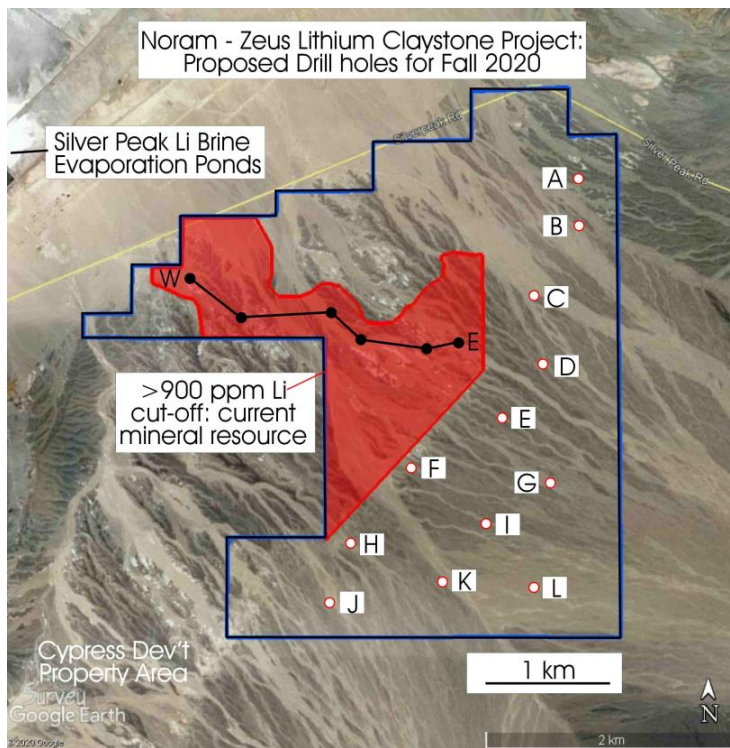 Noram - Zeus Lithium Claystone Project:
Proposed Drill holes for Fall 2020
Silver Peak Rd
Silver Peak Rd
Silver Peak Li Brine
Evaporation Ponds
A
B
W
C
E
D
>900 ppm Li
cut-off: current
mineral resource
E
F
G
I
H
K
L
J
Cypress Dev't
Property Area
Survey
Google Earth
1 km
N
© 2020 Google
2 km